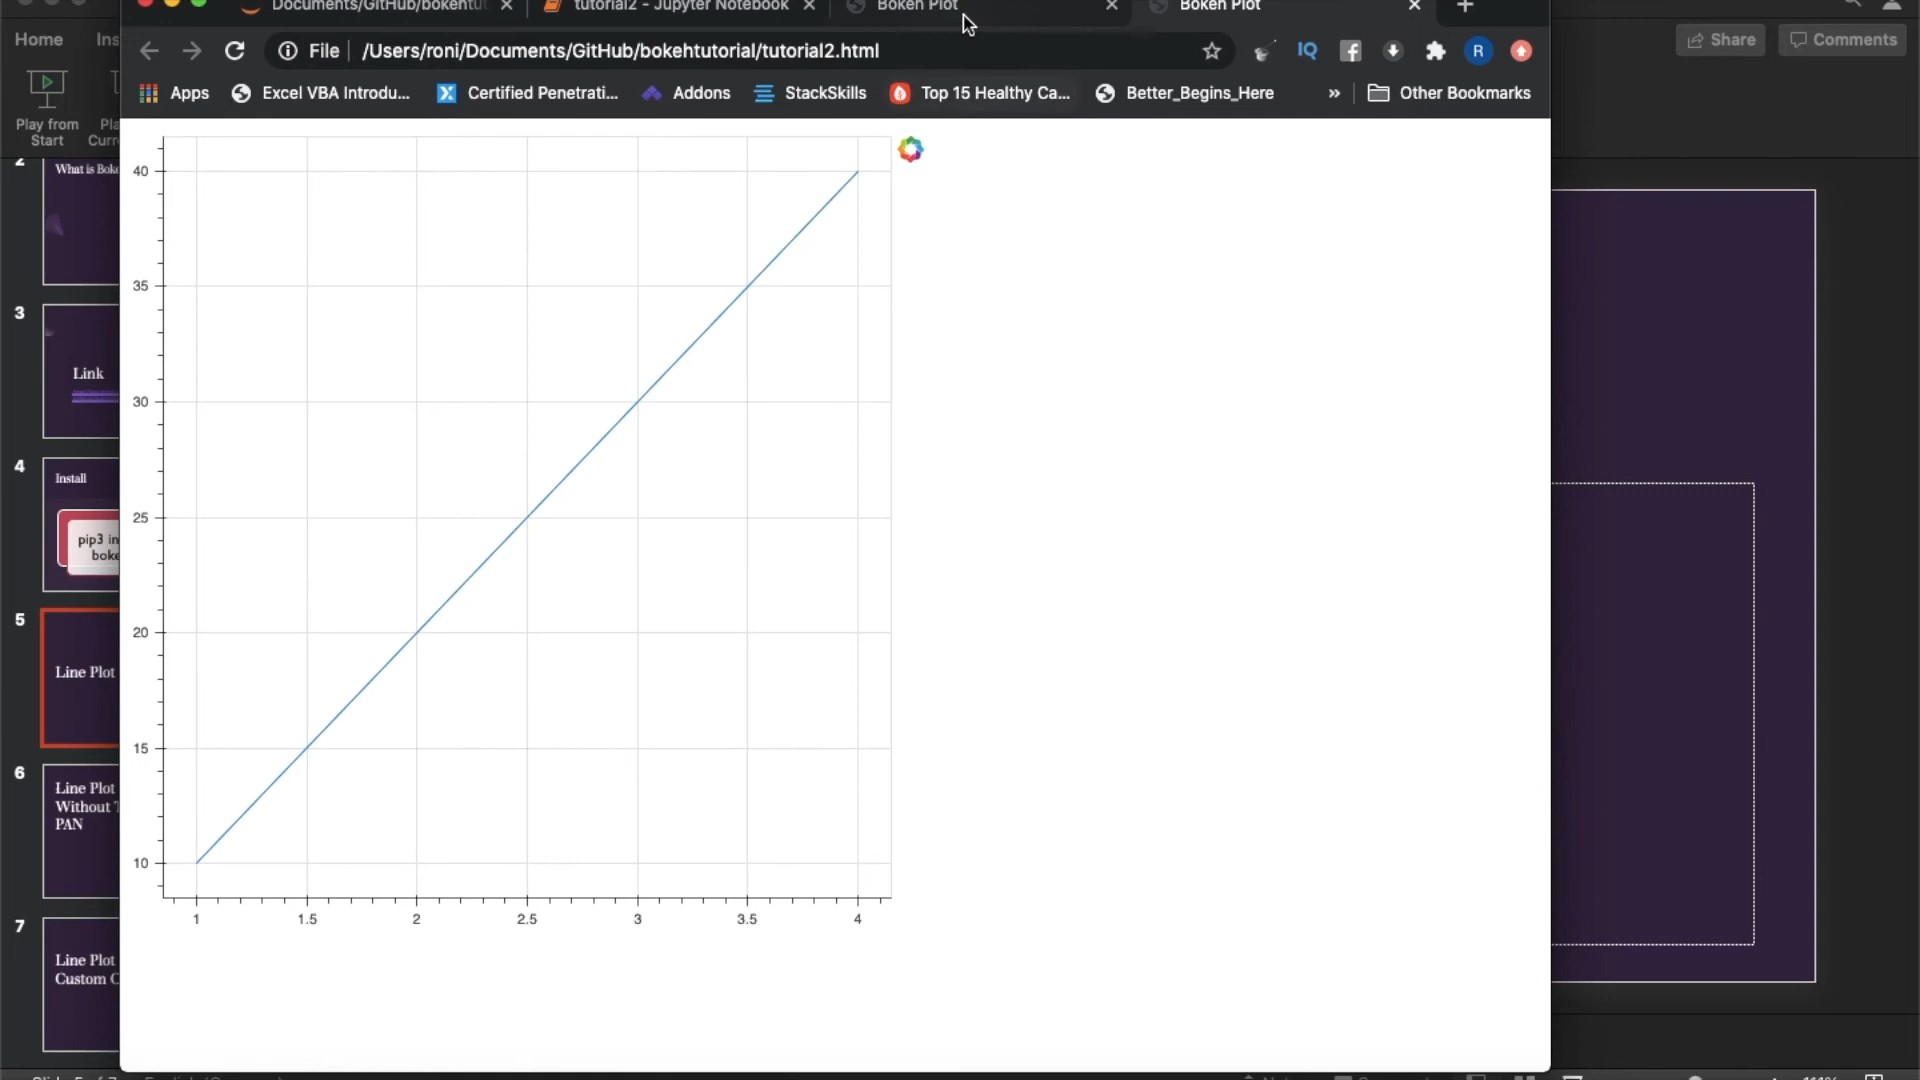 Documents/GitHub/bokehtut
tutorial2 - Jupyter Notebook
Bokeh Plot
Bokeh Plot
File
/Users/roni/Documents/GitHub/bokehtutorial/tutorial2.html
IQ
R
Apps
Excel VBA Introdu...
Certified Penetrati...
Addons
StackSkills
Top 15 Healthy Ca...
Better_Begins_Here
»
Other Bookmarks
Home
Ins
Share
Comments
Play from
Start
Pla
Curr
2
What is Boke
3
Link
4
Install
pip3 in
boke
5
Line Plot
6
Line Plot
Without T
PAN
7
Line Plot
Custom C
40
35
30
25
20
15
10
1
1.5
2
2.5
3
3.5
4